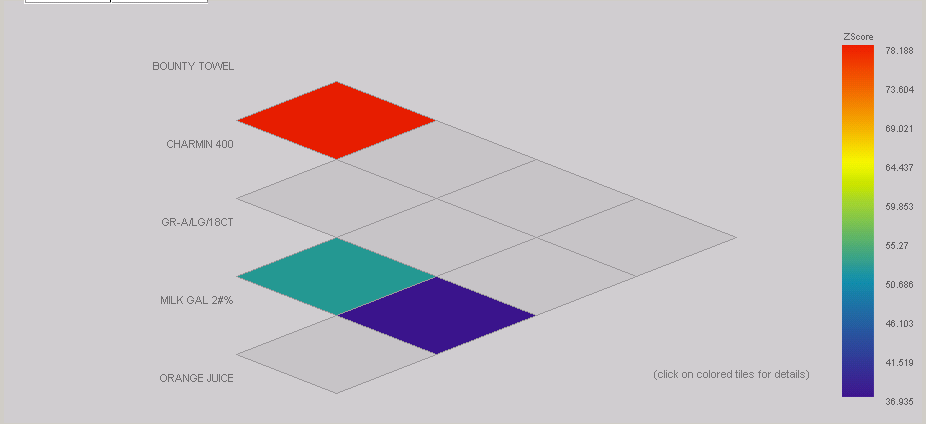 ZScore
BOUNTY TOWEL
CHARMIN 400
GR-A/LG/18CT
MILK GAL 2#%
ORANGE JUICE
(click on colored tiles for details)
78.188
73.604
69.021
64.437
59.853
55.27
50.686
46.103
41.519
36.935